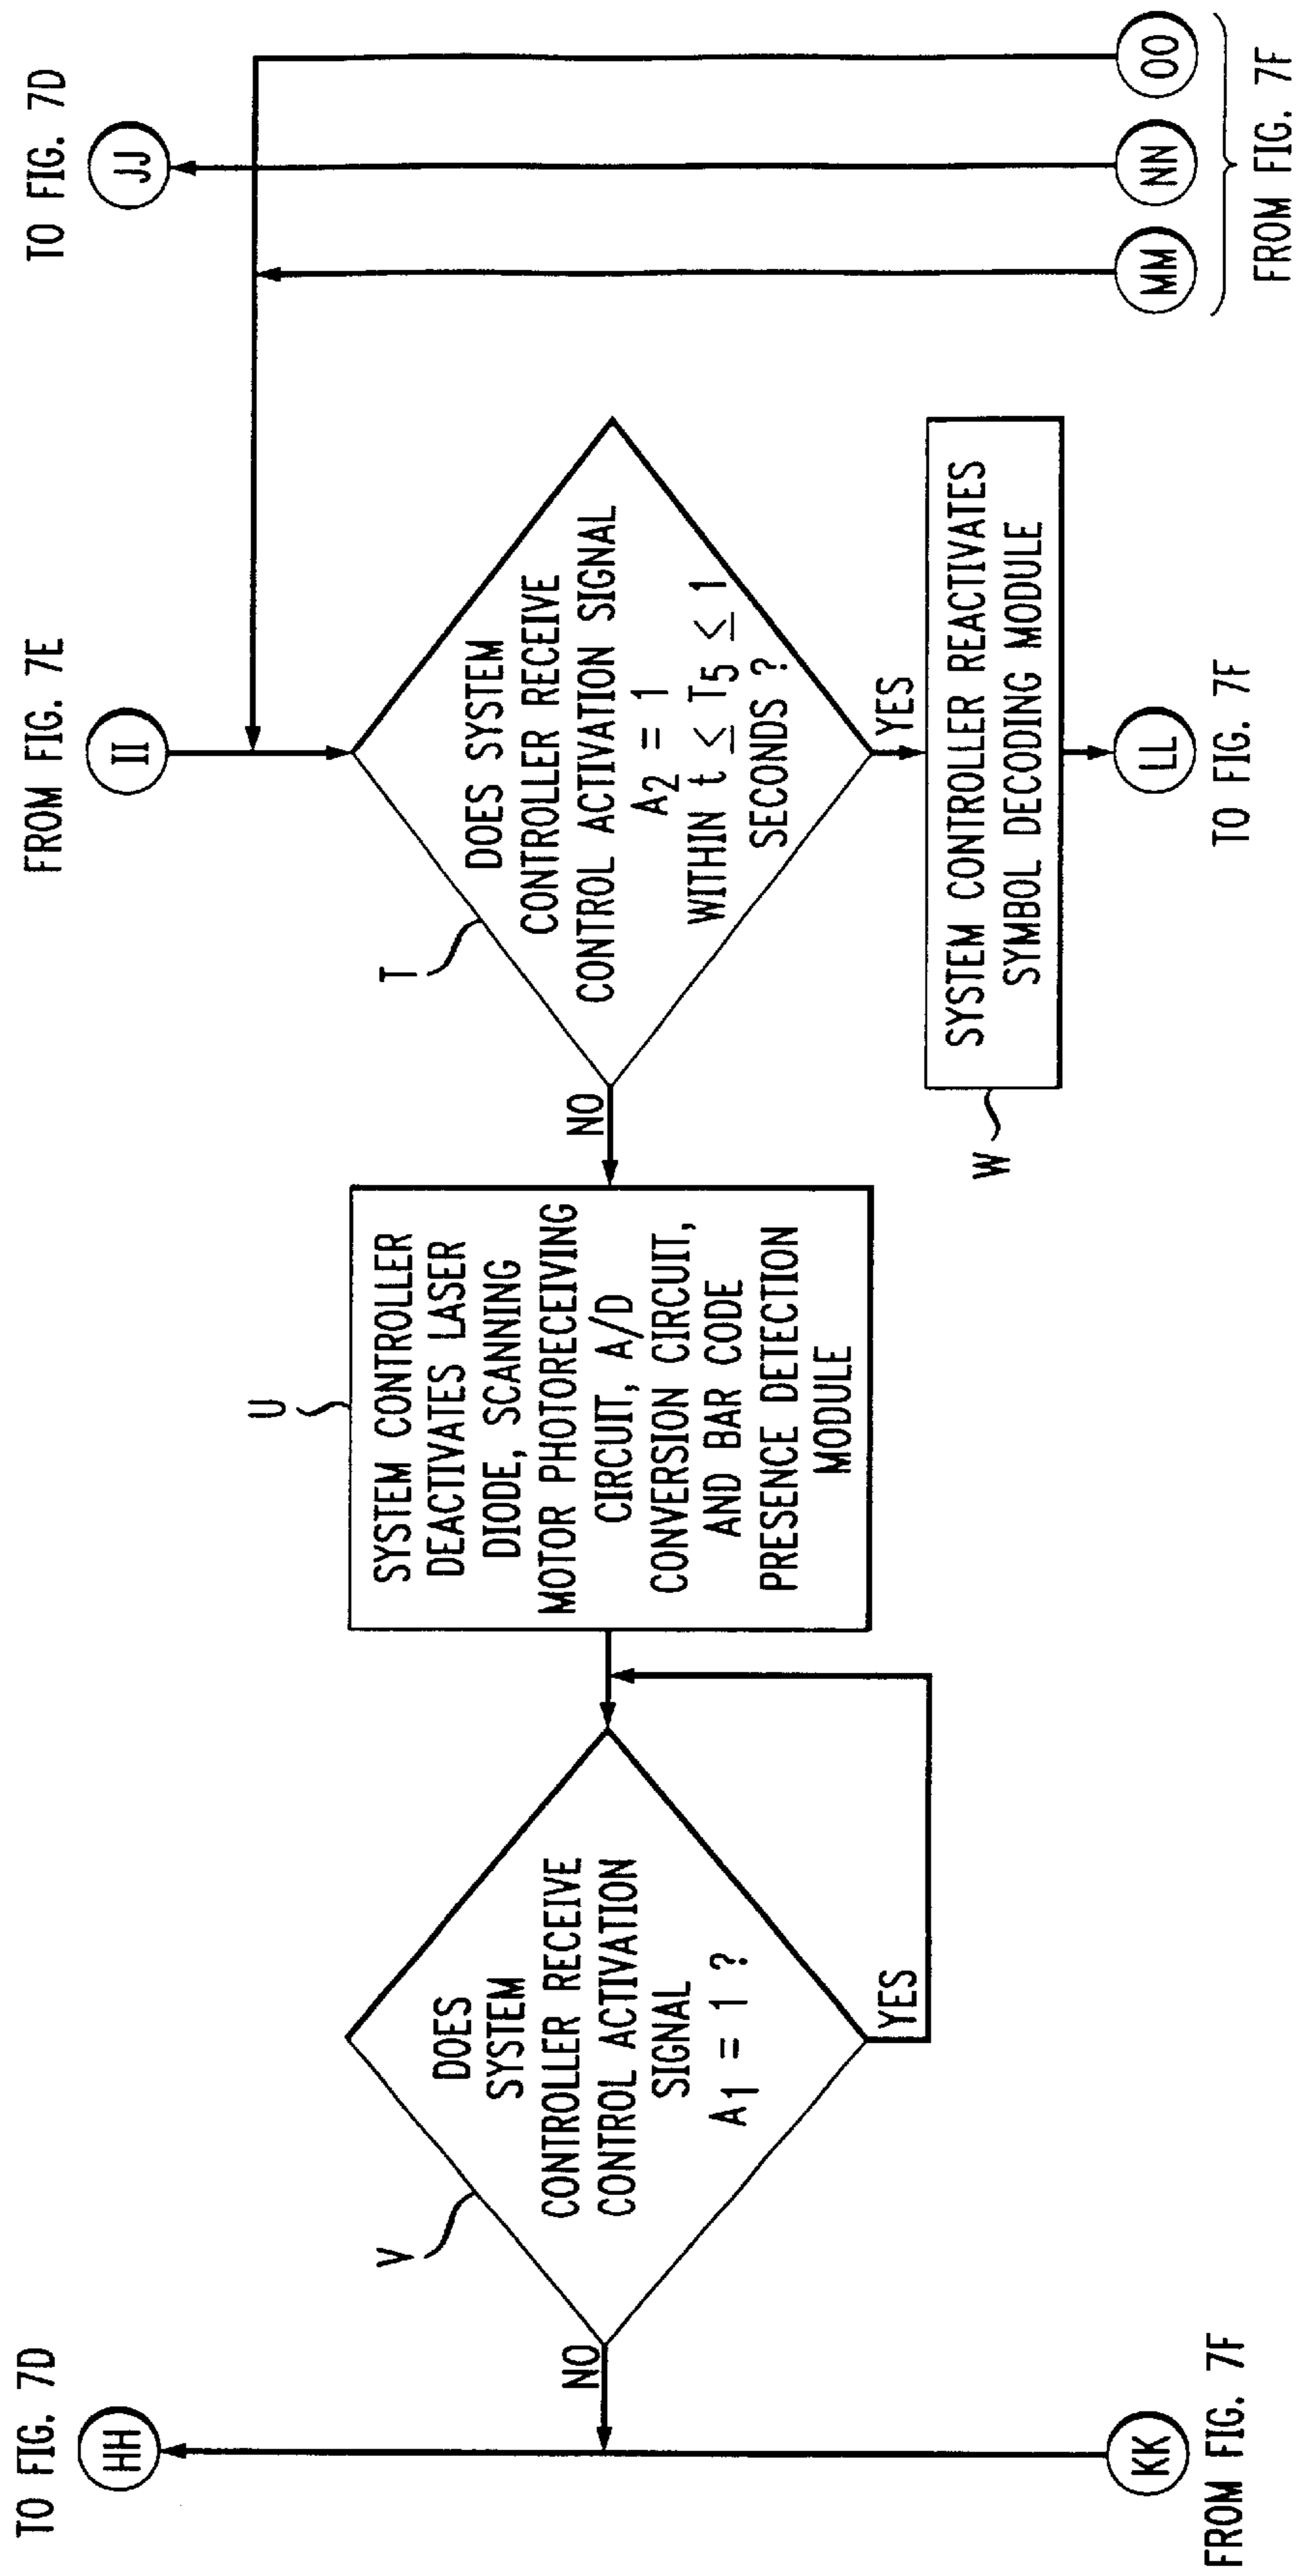 TO FIG. 7D
HH
FROM FIG. 7E
II
TO FIG. 7D
JJ
V
DOES
SYSTEM
CONTROLLER RECEIVE
CONTROL ACTIVATION
SIGNAL
A1 = 1 ?
NO
YES
U
SYSTEM CONTROLLER
DEACTIVATES LASER
DIODE, SCANNING
MOTOR PHOTORECEIVING
CIRCUIT, A/D
CONVERSION CIRCUIT,
AND BAR CODE
PRESENCE DETECTION
MODULE
NO
T
DOES SYSTEM
CONTROLLER RECEIVE
CONTROL ACTIVATION SIGNAL
A2 = 1
WITHIN t ≤ T5 ≤ 1
SECONDS ?
YES
W
SYSTEM CONTROLLER REACTIVATES
SYMBOL DECODING MODULE
KK
FROM FIG. 7F
LL
TO FIG. 7F
MM
NN
OO
FROM FIG. 7F